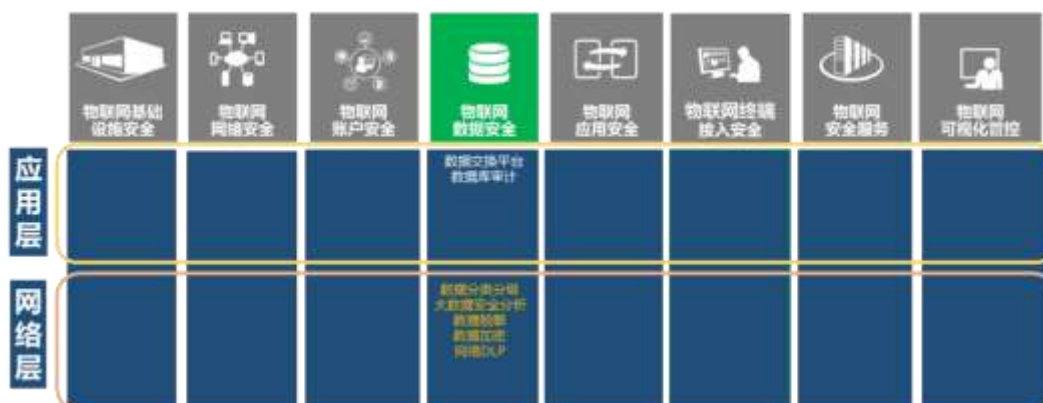 物联网基础
设施安全
物联网
网络安全
物联网
账户安全
物联网
数据安全
物联网
应用安全
物联网终端
接入安全
物联网
安全服务
物联网
可视化管控
应用层
数据交换平台
数据库审计
网络层
数据分类分级
大数据安全分析
数据脱敏
数据加密
网络DLP